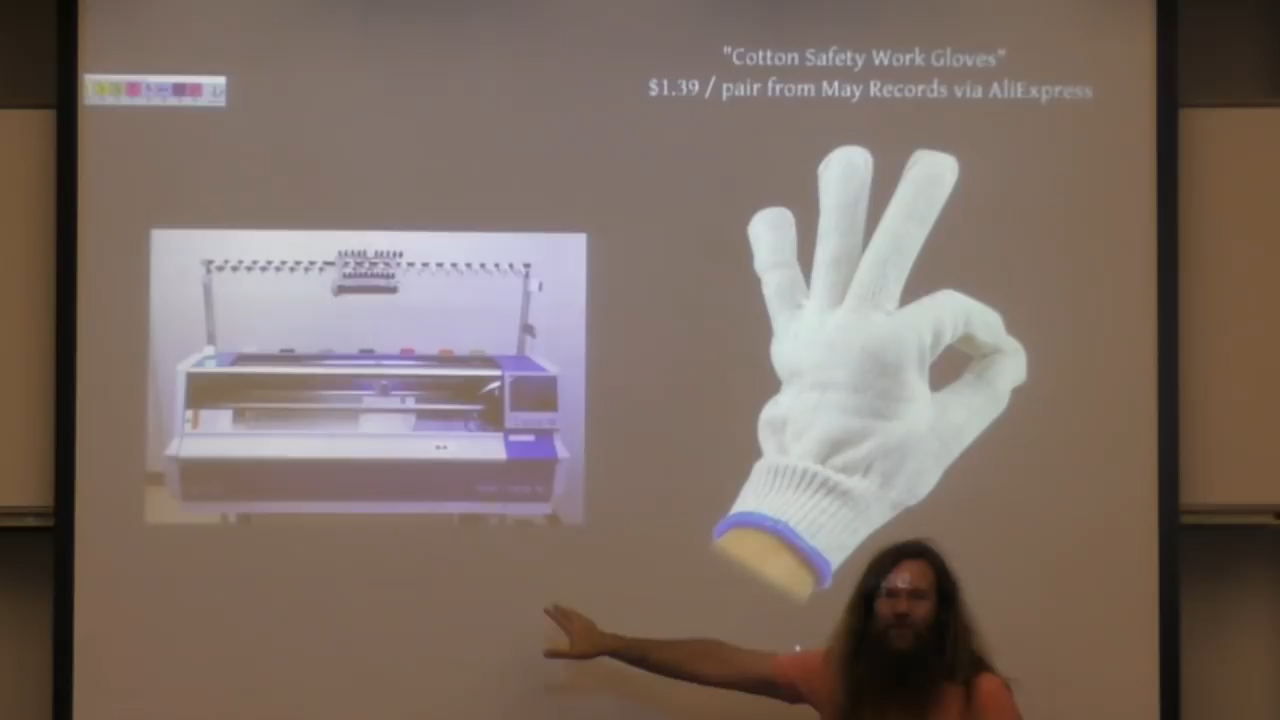 "Cotton Safety Work Gloves"
$1.39 / pair from May Records via AliExpress